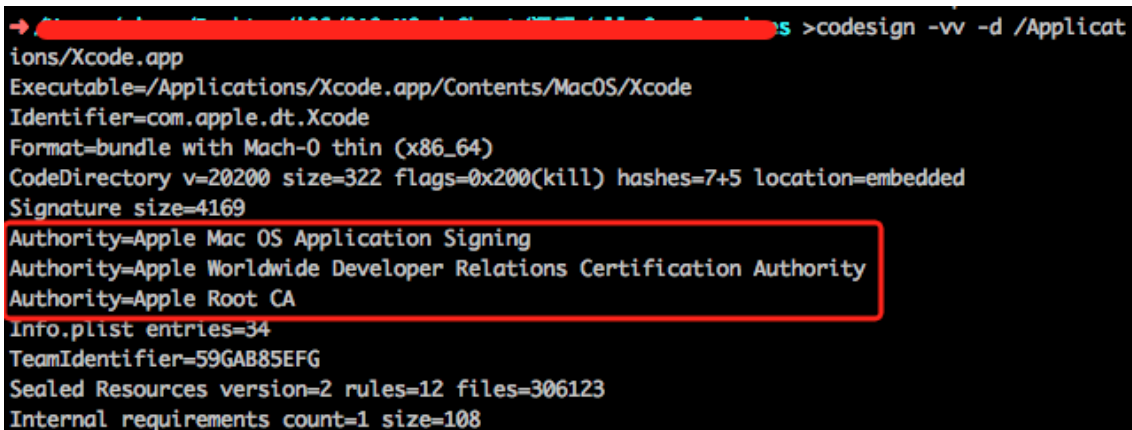 s >codesign -vv -d /Applicat
ions/Xcode.app
Executable=/Applications/Xcode.app/Contents/MacOS/Xcode
Identifier=com.apple.dt.Xcode
Format=bundle with Mach-O thin (x86_64)
CodeDirectory v=20200 size=322 flags=0x200(kill) hashes=7+5 location=embedded
Signature size=4169
Authority=Apple Mac OS Application Signing
Authority=Apple Worldwide Developer Relations Certification Authority
Authority=Apple Root CA
Info.plist entries=34
TeamIdentifier=59GAB85EFG
Sealed Resources version=2 rules=12 files=306123
Internal requirements count=1 size=108